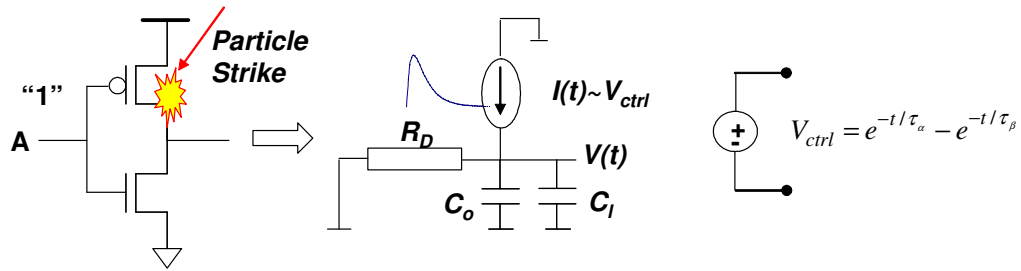 Particle
Strike
“1”
A
I(t)~V_ctrl
R_D
V(t)
C_o
C_l
+
-
V_ctrl = e^{-t/τ_α} − e^{-t/τ_β}